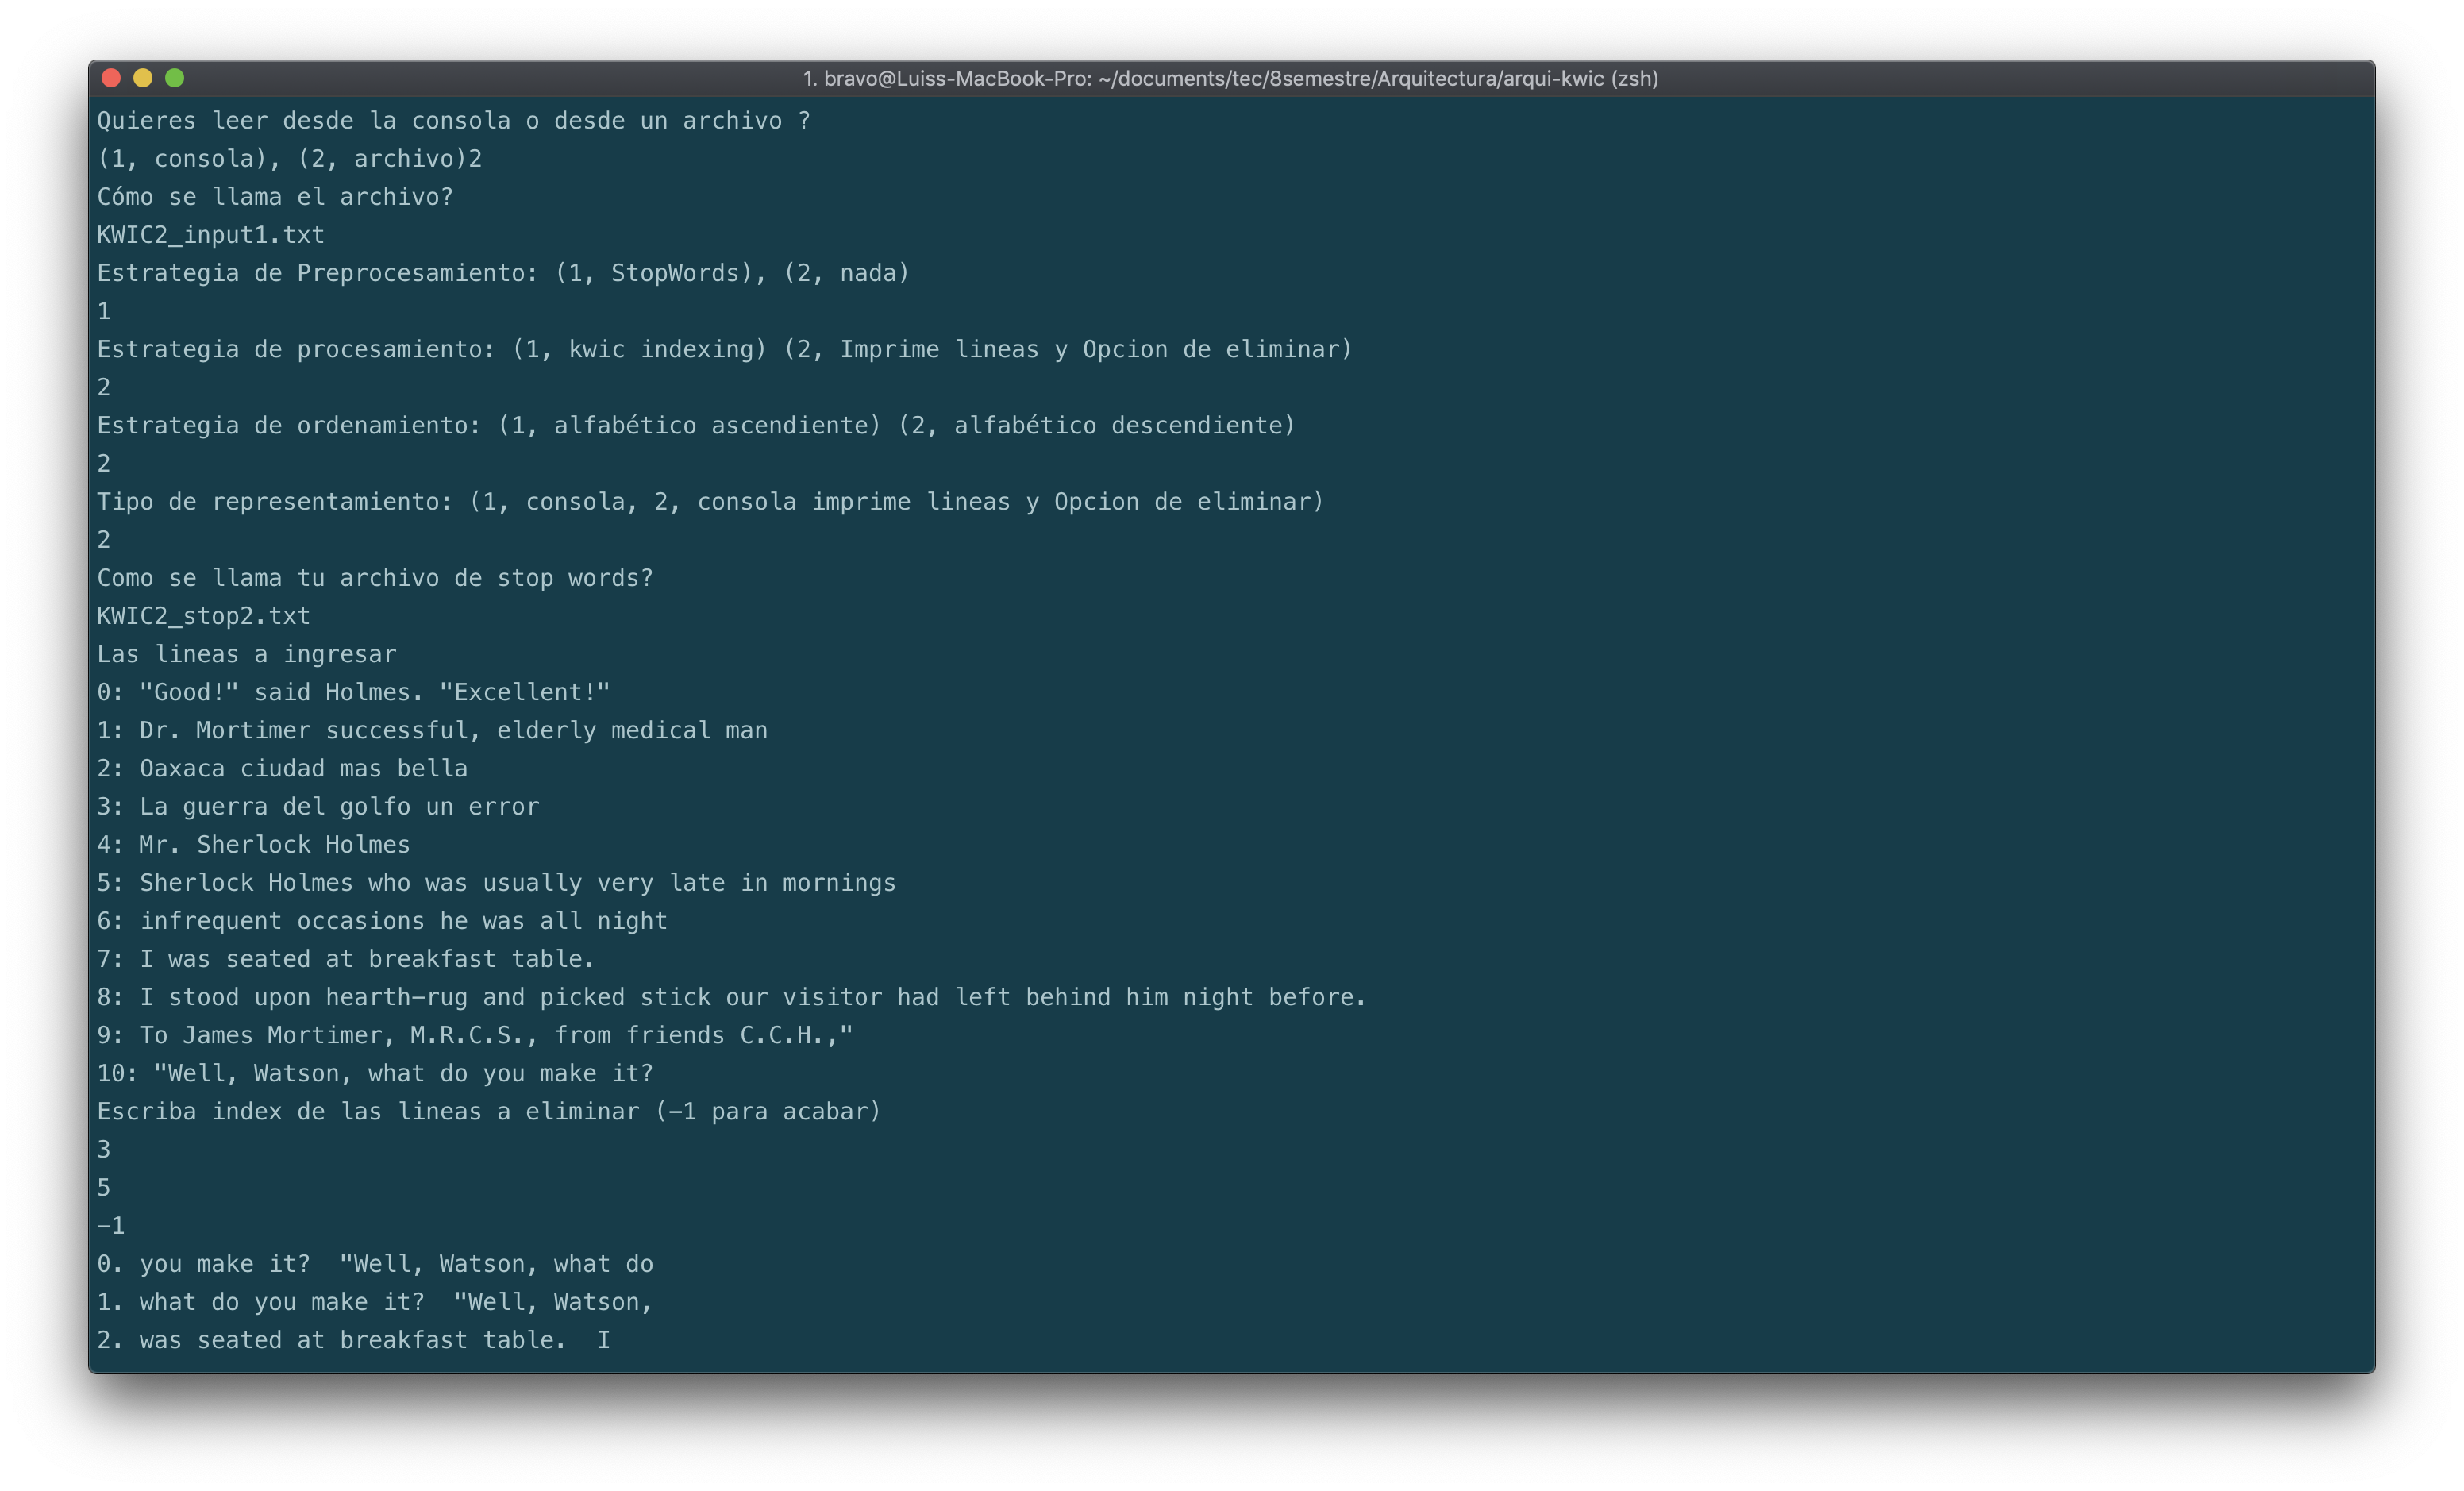 1. bravo@Luiss-MacBook-Pro: ~/documents/tec/8semestre/Arquitectura/arqui-kwic (zsh)
Quieres leer desde la consola o desde un archivo ?
(1, consola), (2, archivo)2
Cómo se llama el archivo?
KWIC2_input1.txt
Estrategia de Preprocesamiento: (1, StopWords), (2, nada)
1
Estrategia de procesamiento: (1, kwic indexing) (2, Imprime lineas y Opcion de eliminar)
2
Estrategia de ordenamiento: (1, alfabético ascendiente) (2, alfabético descendiente)
2
Tipo de representamiento: (1, consola, 2, consola imprime lineas y Opcion de eliminar)
2
Como se llama tu archivo de stop words?
KWIC2_stop2.txt
Las lineas a ingresar
0: "Good!" said Holmes. "Excellent!"
1: Dr. Mortimer successful, elderly medical man
2: Oaxaca ciudad mas bella
3: La guerra del golfo un error
4: Mr. Sherlock Holmes
5: Sherlock Holmes who was usually very late in mornings
6: infrequent occasions he was all night
7: I was seated at breakfast table.
8: I stood upon hearth-rug and picked stick our visitor had left behind him night before.
9: To James Mortimer, M.R.C.S., from friends C.C.H.,"
10: "Well, Watson, what do you make it?
Escriba index de las lineas a eliminar (-1 para acabar)
3
5
-1
0. you make it?  "Well, Watson, what do
1. what do you make it?  "Well, Watson,
2. was seated at breakfast table.  I